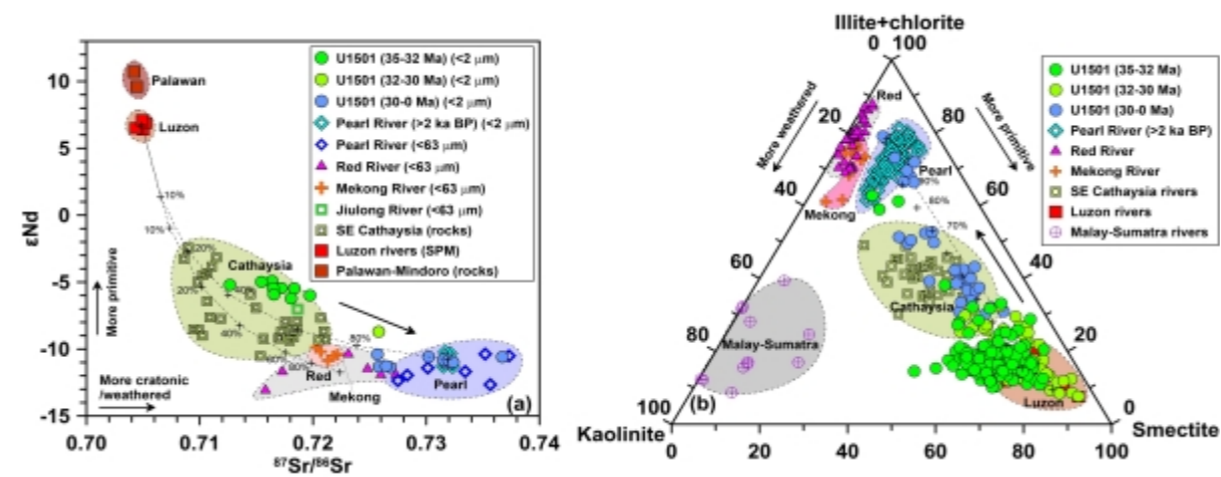 10
5
0
-5
-10
-15
0.70
0.71
0.72
0.73
0.74
εNd
⁸⁷Sr/⁸⁶Sr
More primitive
More cratonic
/weathered
Palawan
Luzon
10%
10%
20%
20%
40%
60%
80%
80%
Cathaysia
Red
Mekong
Pearl
(a)
U1501 (35-32 Ma) (<2 μm)
U1501 (32-30 Ma) (<2 μm)
U1501 (30-0 Ma) (<2 μm)
Pearl River (>2 ka BP) (<2 μm)
Pearl River (<63 μm)
Red River (<63 μm)
Mekong River (<63 μm)
Jiulong River (<63 μm)
SE Cathaysia (rocks)
Luzon rivers (SPM)
Palawan-Mindoro (rocks)
Illite+chlorite
0 100
20
80
40
60
60
40
80
20
100
0
Kaolinite
Smectite
0
20
40
60
80
100
(b)
More weathered
More primitive
Red
Pearl
Mekong
80%
70%
Cathaysia
Malay-Sumatra
Luzon
U1501 (35-32 Ma)
U1501 (32-30 Ma)
U1501 (30-0 Ma)
Pearl River (>2 ka BP)
Red River
Mekong River
SE Cathaysia rivers
Luzon rivers
Malay-Sumatra rivers